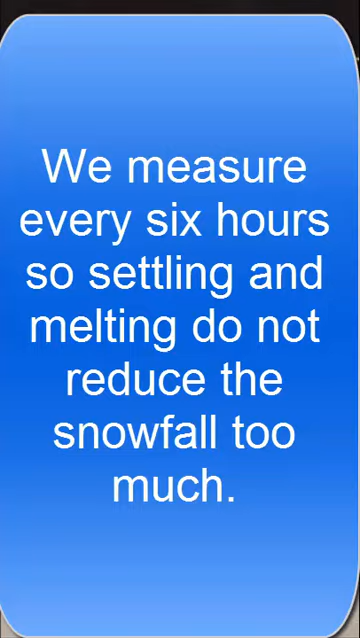 We measure
every six hours
so settling and
melting do not
reduce the
snowfall too
much.